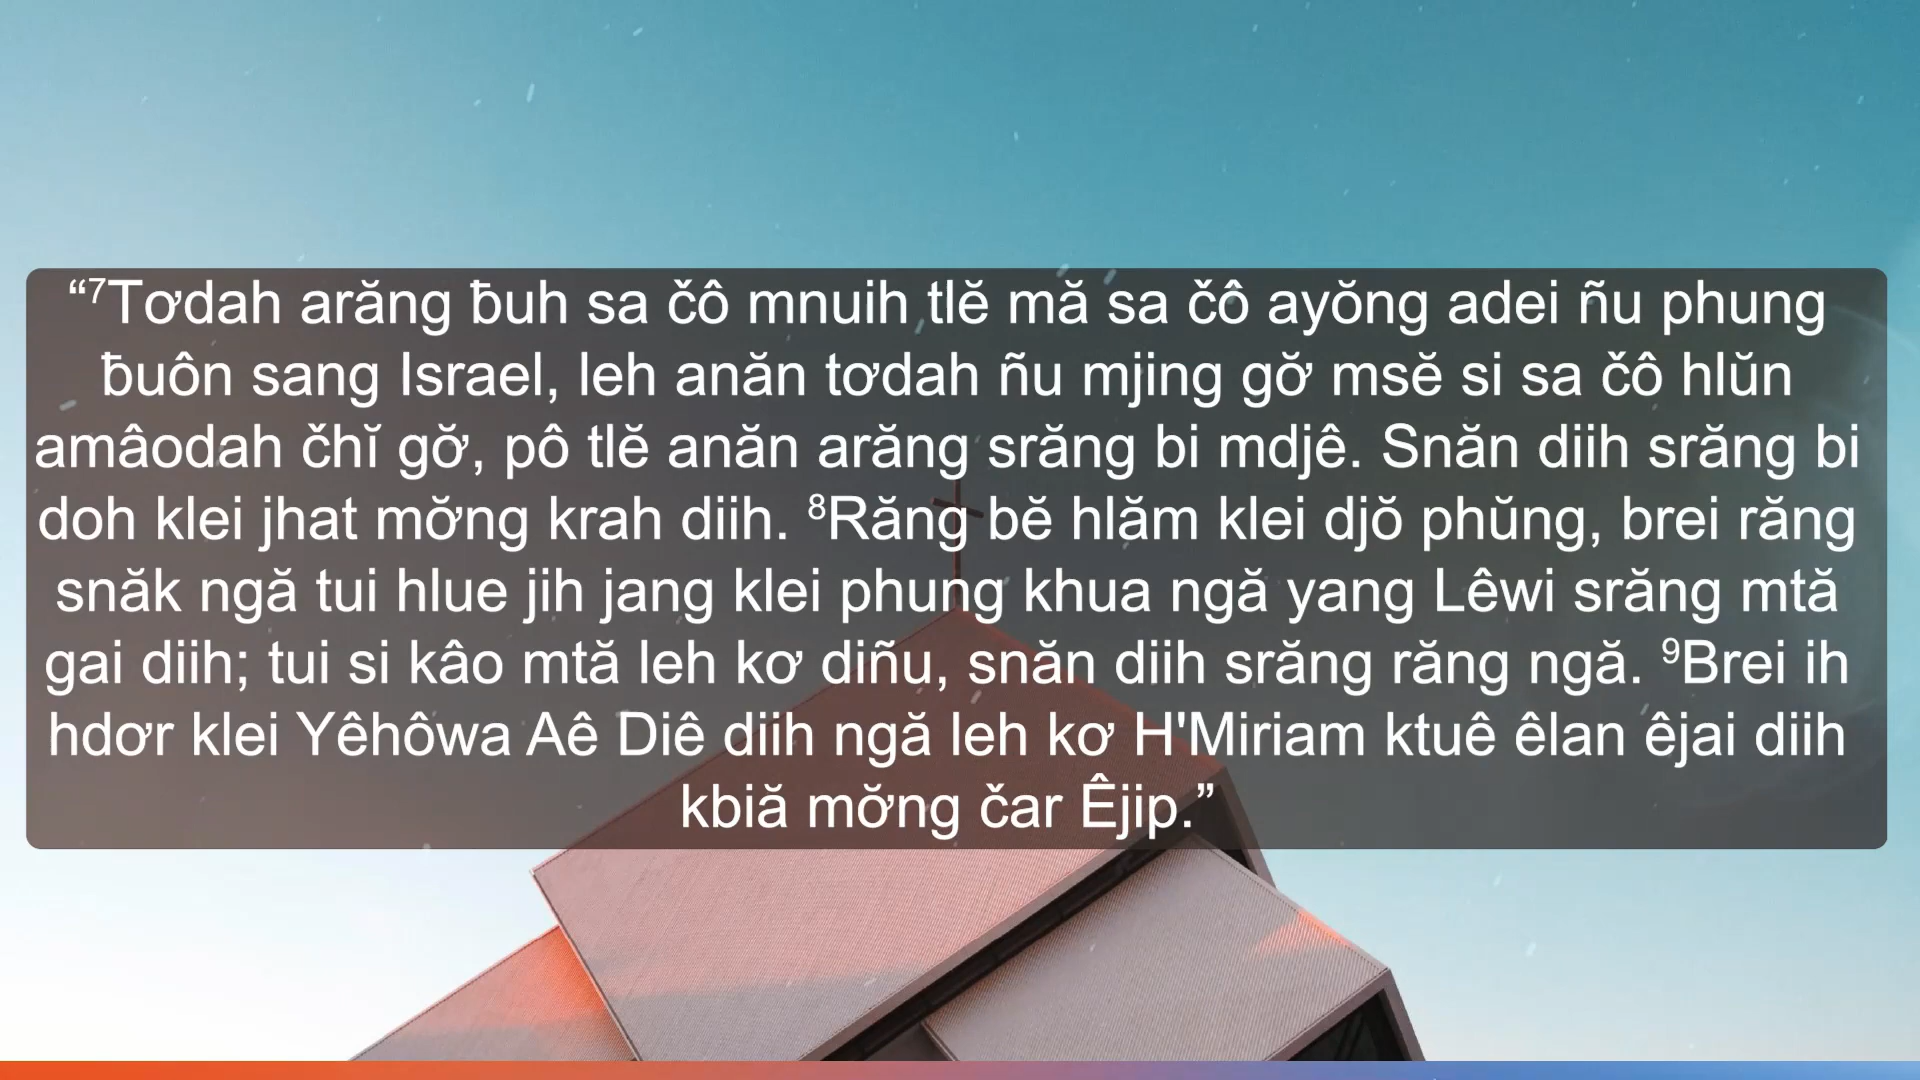 “⁷Tơdah arăng ƀuh sa čô mnuih tlĕ mă sa čô ayŏng adei ñu phung
ƀuôn sang Israel, leh anăn tơdah ñu mjing gơ̆ msĕ si sa čô hlŭn
amâodah čhĭ gơ̆, pô tlĕ anăn arăng srăng bi mdjê. Snăn diih srăng bi
doh klei jhat mơ̆ng krah diih. ⁸Răng bĕ hlăm klei djŏ phŭng, brei răng
snăk ngă tui hlue jih jang klei phung khua ngă yang Lêwi srăng mtă
gai diih; tui si kâo mtă leh kơ diñu, snăn diih srăng răng ngă. ⁹Brei ih
hdơr klei Yêhôwa Aê Diê diih ngă leh kơ H'Miriam ktuê êlan êjai diih
kbiă mơ̆ng čar Êjip.”